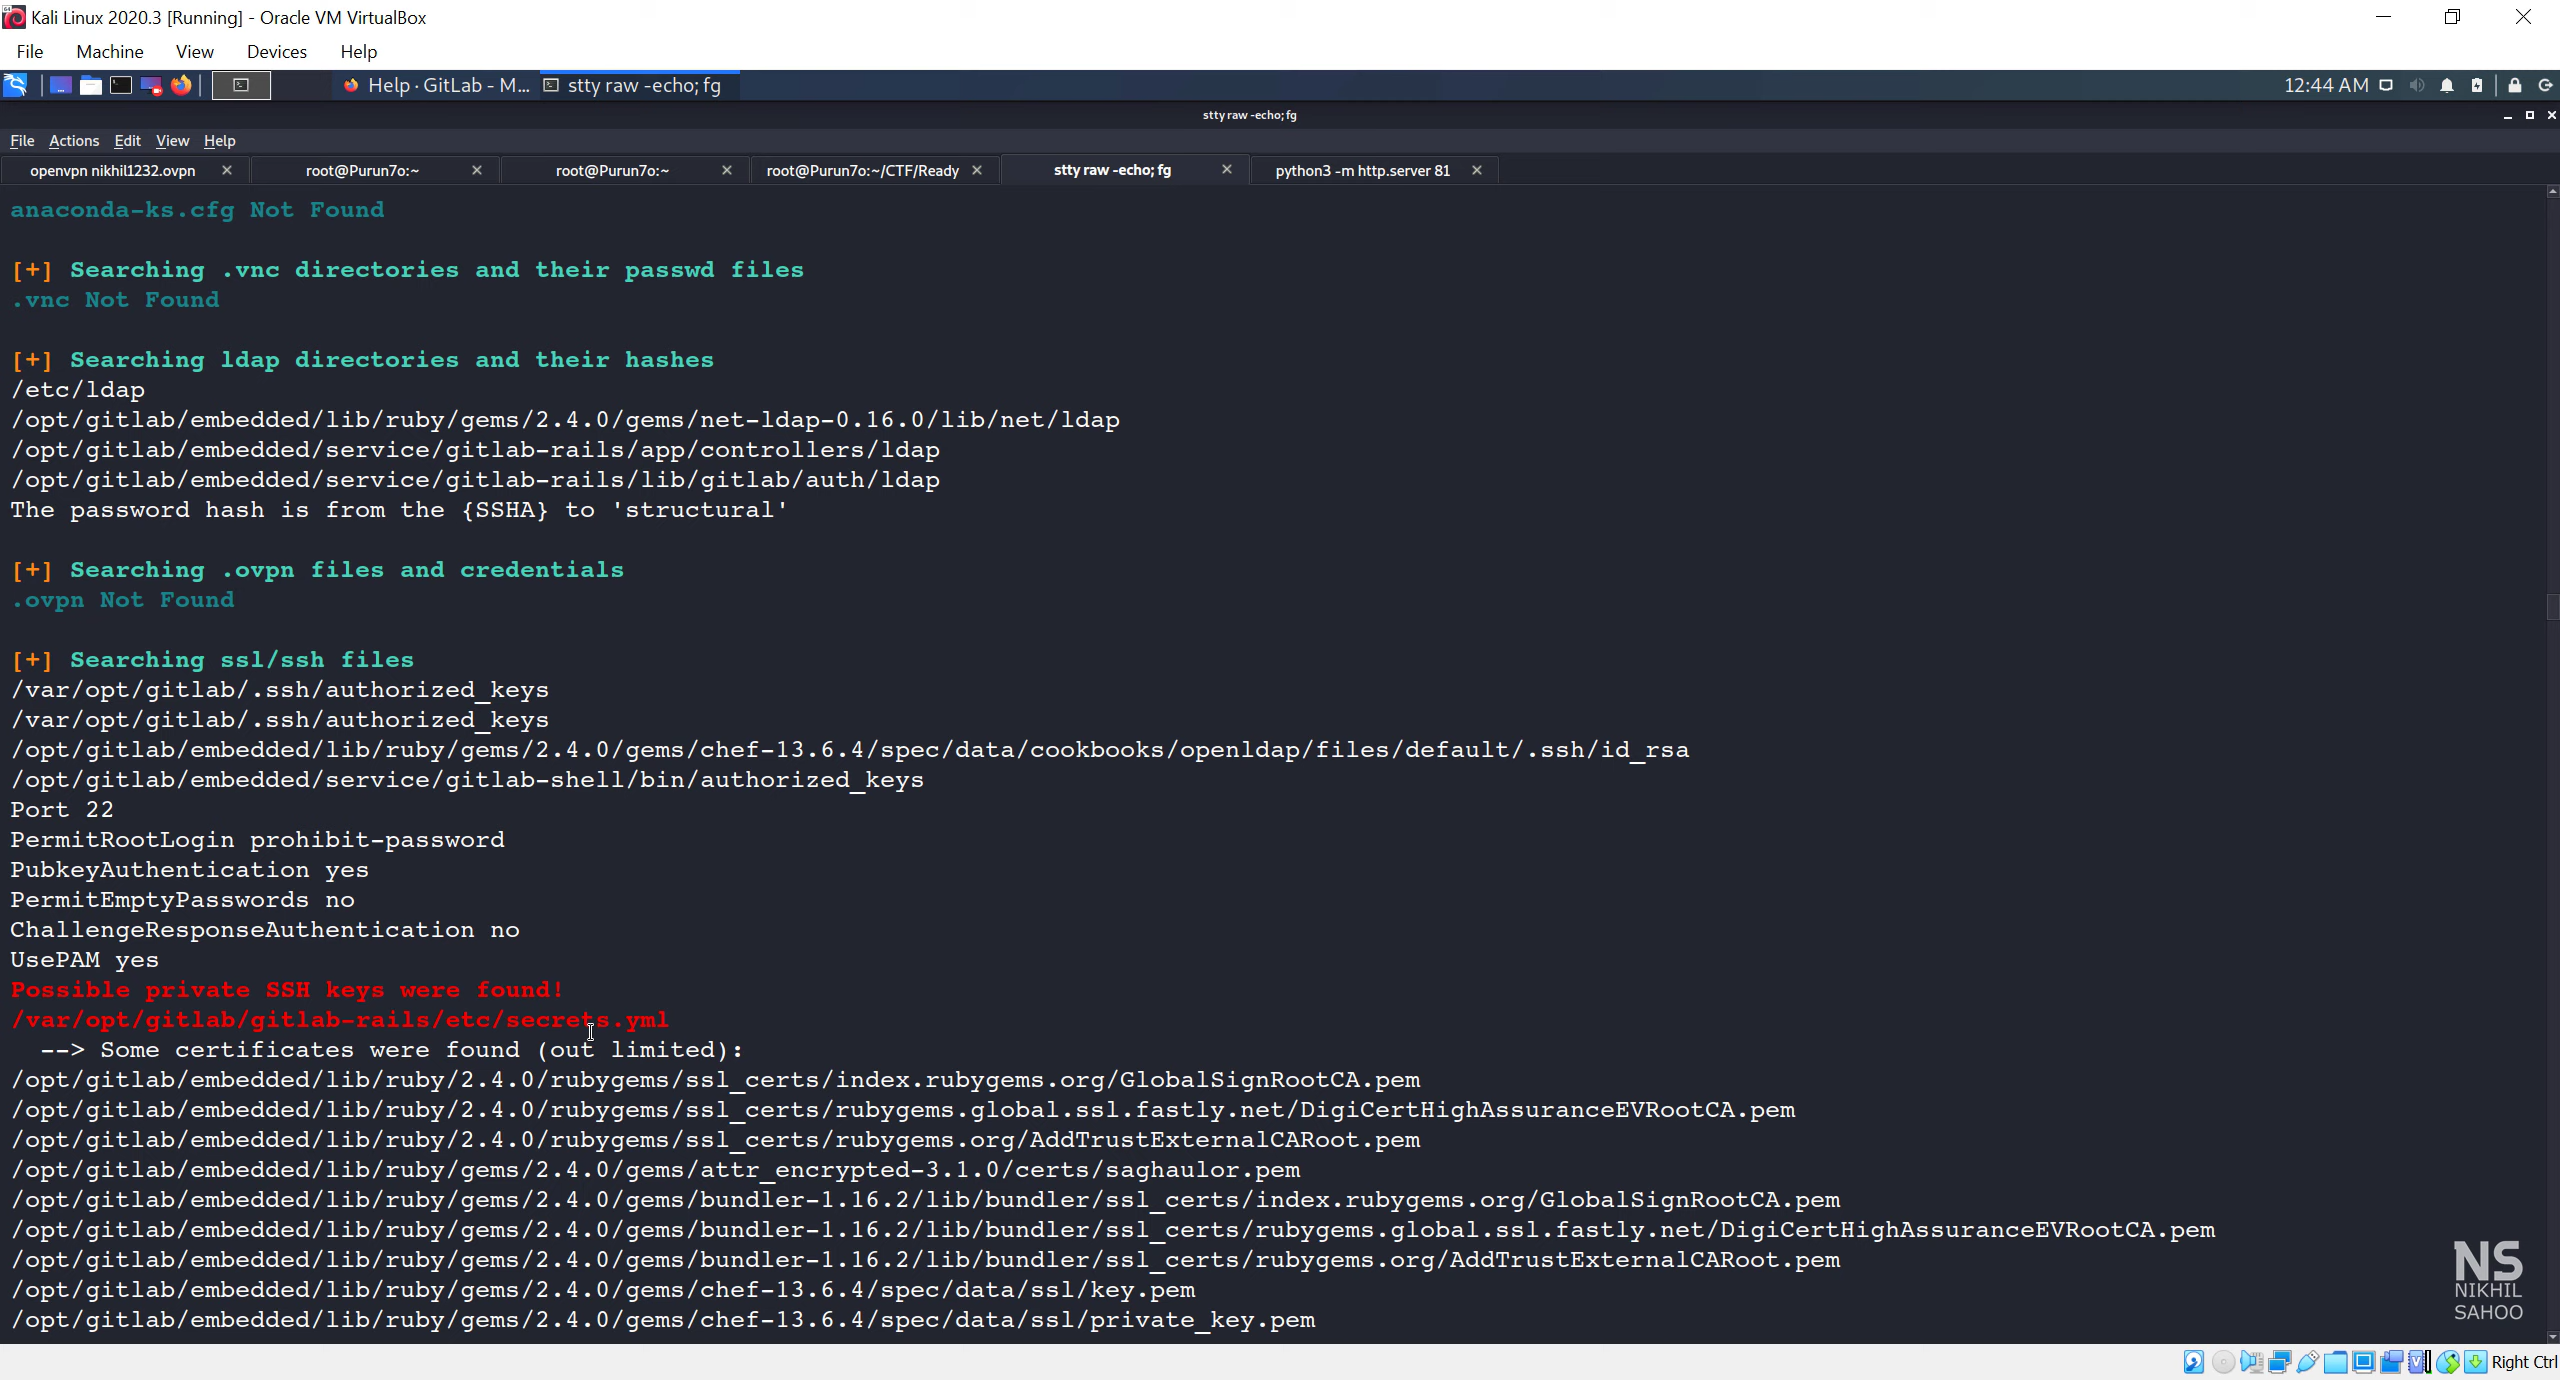 Kali Linux 2020.3 [Running] - Oracle VM VirtualBox
File Machine View Devices Help
Help · GitLab - M... stty raw -echo; fg 12:44 AM
stty raw -echo; fg
File Actions Edit View Help
openvpn nikhil1232.ovpn root@Purun7o:~ root@Purun7o:~ root@Purun7o:~/CTF/Ready stty raw -echo; fg python3 -m http.server 81
anaconda-ks.cfg Not Found
[+] Searching .vnc directories and their passwd files
.vnc Not Found
[+] Searching ldap directories and their hashes
/etc/ldap
/opt/gitlab/embedded/lib/ruby/gems/2.4.0/gems/net-ldap-0.16.0/lib/net/ldap
/opt/gitlab/embedded/service/gitlab-rails/app/controllers/ldap
/opt/gitlab/embedded/service/gitlab-rails/lib/gitlab/auth/ldap
The password hash is from the {SSHA} to 'structural'
[+] Searching .ovpn files and credentials
.ovpn Not Found
[+] Searching ssl/ssh files
/var/opt/gitlab/.ssh/authorized_keys
/var/opt/gitlab/.ssh/authorized_keys
/opt/gitlab/embedded/lib/ruby/gems/2.4.0/gems/chef-13.6.4/spec/data/cookbooks/openldap/files/default/.ssh/id_rsa
/opt/gitlab/embedded/service/gitlab-shell/bin/authorized_keys
Port 22
PermitRootLogin prohibit-password
PubkeyAuthentication yes
PermitEmptyPasswords no
ChallengeResponseAuthentication no
UsePAM yes
Possible private SSH keys were found!
/var/opt/gitlab/gitlab-rails/etc/secrets.yml
--> Some certificates were found (out limited):
/opt/gitlab/embedded/lib/ruby/2.4.0/rubygems/ssl_certs/index.rubygems.org/GlobalSignRootCA.pem
/opt/gitlab/embedded/lib/ruby/2.4.0/rubygems/ssl_certs/rubygems.global.ssl.fastly.net/DigiCertHighAssuranceEVRootCA.pem
/opt/gitlab/embedded/lib/ruby/2.4.0/rubygems/ssl_certs/rubygems.org/AddTrustExternalCARoot.pem
/opt/gitlab/embedded/lib/ruby/gems/2.4.0/gems/attr_encrypted-3.1.0/certs/saghaulor.pem
/opt/gitlab/embedded/lib/ruby/gems/2.4.0/gems/bundler-1.16.2/lib/bundler/ssl_certs/index.rubygems.org/GlobalSignRootCA.pem
/opt/gitlab/embedded/lib/ruby/gems/2.4.0/gems/bundler-1.16.2/lib/bundler/ssl_certs/rubygems.global.ssl.fastly.net/DigiCertHighAssuranceEVRootCA.pem
/opt/gitlab/embedded/lib/ruby/gems/2.4.0/gems/bundler-1.16.2/lib/bundler/ssl_certs/rubygems.org/AddTrustExternalCARoot.pem
/opt/gitlab/embedded/lib/ruby/gems/2.4.0/gems/chef-13.6.4/spec/data/ssl/key.pem
/opt/gitlab/embedded/lib/ruby/gems/2.4.0/gems/chef-13.6.4/spec/data/ssl/private_key.pem
NS
NIKHIL
SAHOO
Right Ctrl